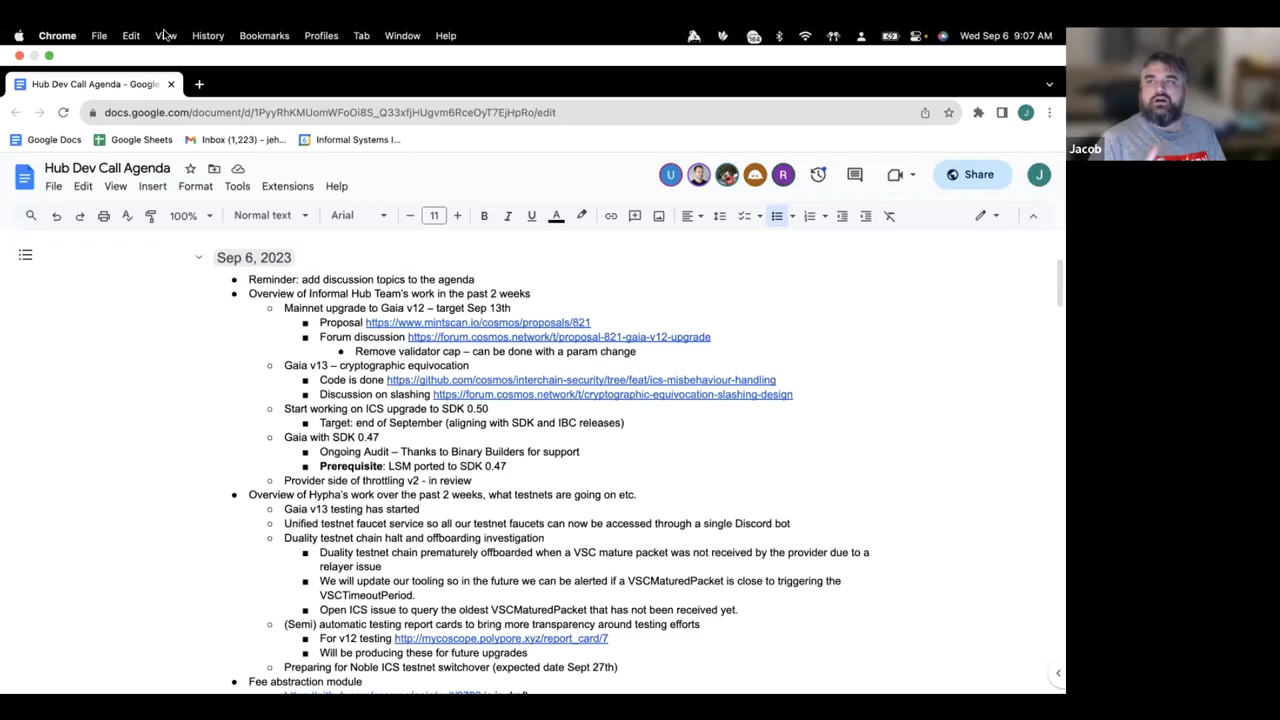 Chrome File Edit View History Bookmarks Profiles Tab Window Help Wed Sep 6 9:07 AM
Hub Dev Call Agenda - Google
docs.google.com/document/d/1PyyRhKMUomWFoOi8S_Q33xfjHUgvm6RceOyT7EjHpRo/edit
Google Docs Google Sheets Inbox (1,223) - jeh... Informal Systems I...
Jacob
Hub Dev Call Agenda
File Edit View Insert Format Tools Extensions Help
U R Share J
100% Normal text Arial 11 B I U A
Sep 6, 2023
Reminder: add discussion topics to the agenda
Overview of Informal Hub Team's work in the past 2 weeks
Mainnet upgrade to Gaia v12 – target Sep 13th
Proposal https://www.mintscan.io/cosmos/proposals/821
Forum discussion https://forum.cosmos.network/t/proposal-821-gaia-v12-upgrade
Remove validator cap – can be done with a param change
Gaia v13 – cryptographic equivocation
Code is done https://github.com/cosmos/interchain-security/tree/feat/ics-misbehaviour-handling
Discussion on slashing https://forum.cosmos.network/t/cryptographic-equivocation-slashing-design
Start working on ICS upgrade to SDK 0.50
Target: end of September (aligning with SDK and IBC releases)
Gaia with SDK 0.47
Ongoing Audit – Thanks to Binary Builders for support
Prerequisite: LSM ported to SDK 0.47
Provider side of throttling v2 - in review
Overview of Hypha's work over the past 2 weeks, what testnets are going on etc.
Gaia v13 testing has started
Unified testnet faucet service so all our testnet faucets can now be accessed through a single Discord bot
Duality testnet chain halt and offboarding investigation
Duality testnet chain prematurely offboarded when a VSC mature packet was not received by the provider due to a
relayer issue
We will update our tooling so in the future we can be alerted if a VSCMaturedPacket is close to triggering the
VSCTimeoutPeriod.
Open ICS issue to query the oldest VSCMaturedPacket that has not been received yet.
(Semi) automatic testing report cards to bring more transparency around testing efforts
For v12 testing http://mycoscope.polypore.xyz/report_card/7
Will be producing these for future upgrades
Preparing for Noble ICS testnet switchover (expected date Sept 27th)
Fee abstraction module